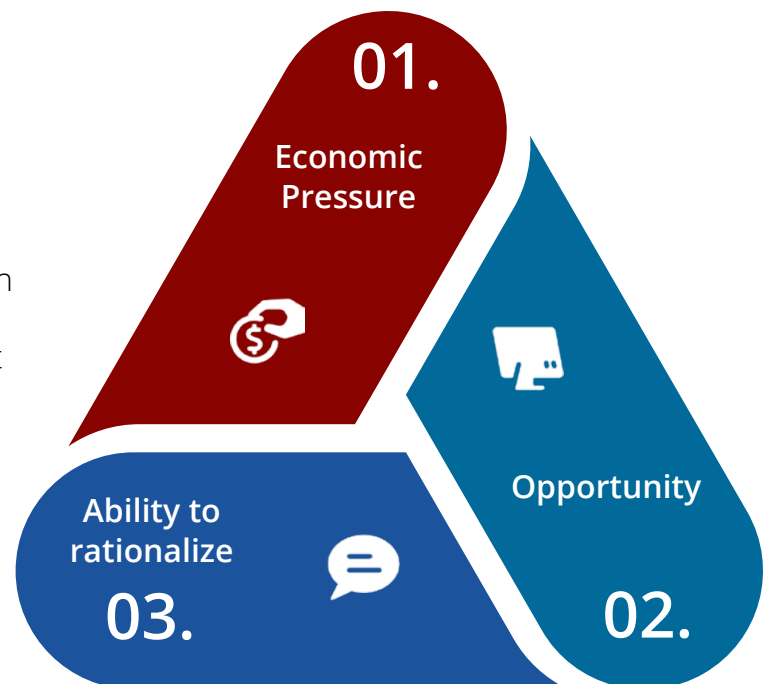 01.
Economic
Pressure
Opportunity
02.
Ability to
rationalize
03.